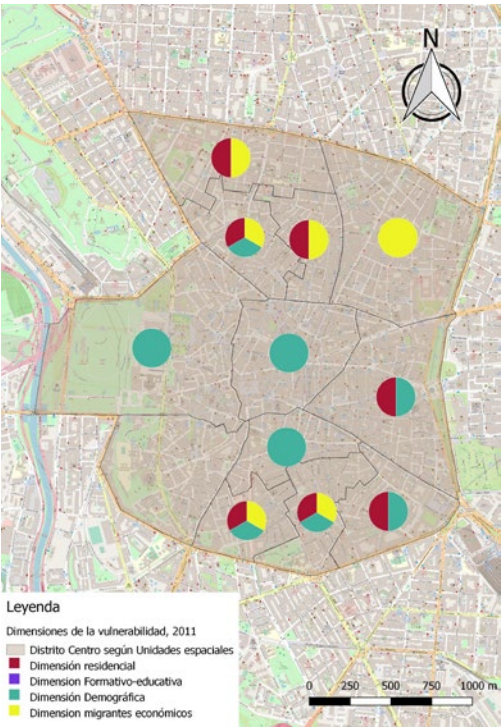 N
Leyenda
Dimensiones de la vulnerabilidad, 2011
Distrito Centro según Unidades espaciales
Dimensión residencial
Dimension Formativo-educativa
Dimensión Demográfica
Dimension migrantes económicos
0 250 500 750 1000 m